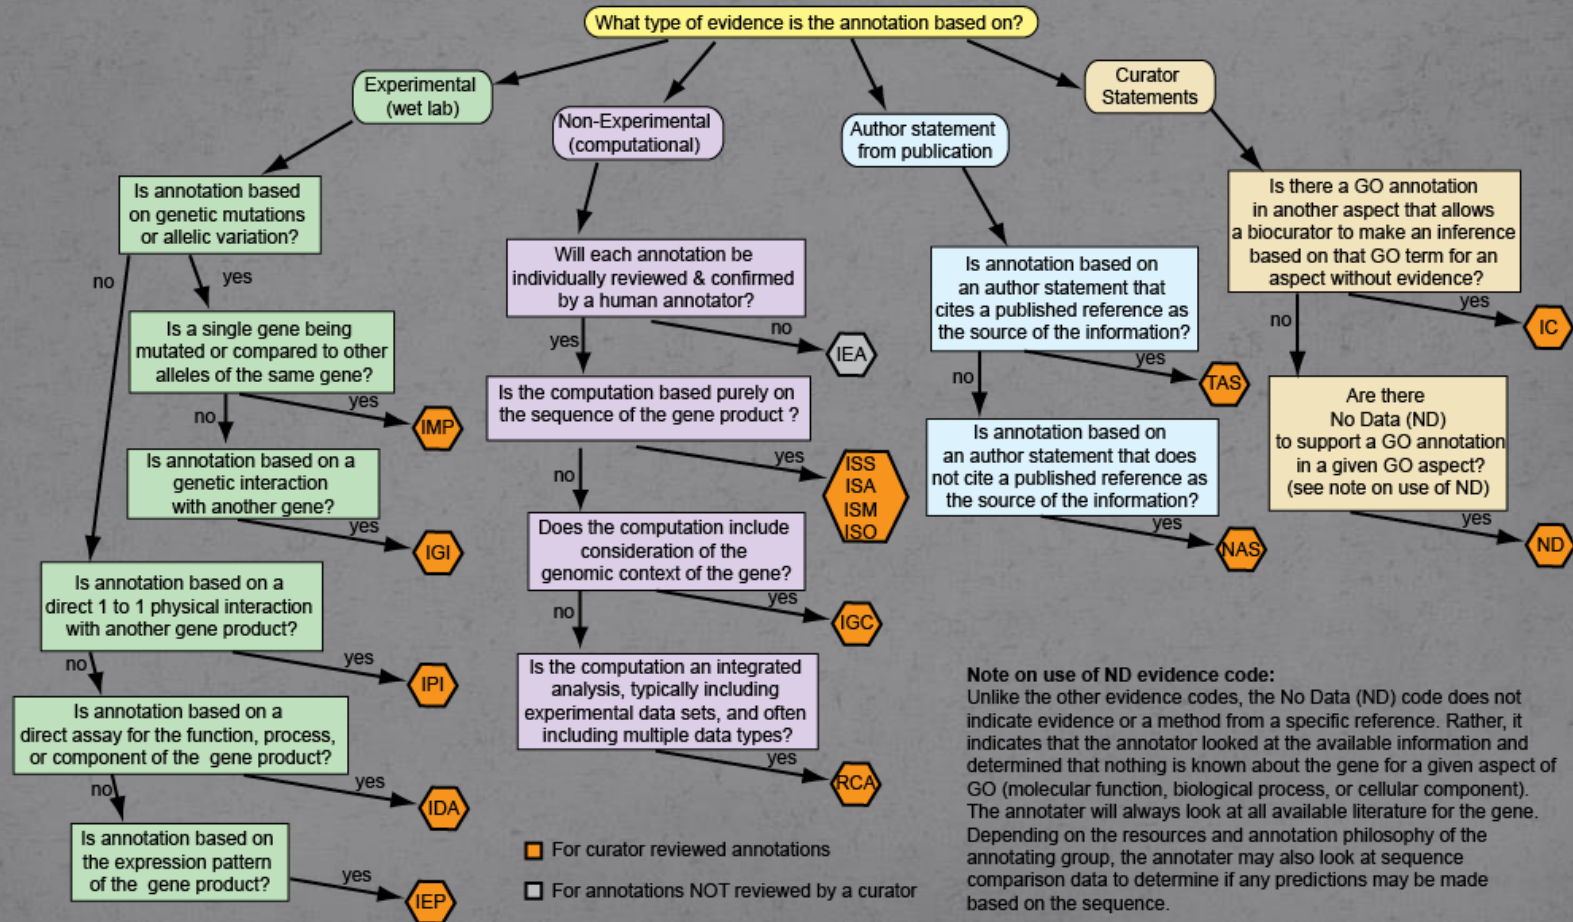 What type of evidence is the annotation based on?
Experimental
(wet lab)
Non-Experimental
(computational)
Author statement
from publication
Curator
Statements
Is annotation based
on genetic mutations
or allelic variation?
no
yes
Is a single gene being
mutated or compared to other
alleles of the same gene?
no
yes
IMP
Is annotation based on a
genetic interaction
with another gene?
yes
IGI
Is annotation based on a
direct 1 to 1 physical interaction
with another gene product?
no
yes
IPI
Is annotation based on a
direct assay for the function, process,
or component of the gene product?
no
yes
IDA
Is annotation based on
the expression pattern
of the gene product?
yes
IEP
Will each annotation be
individually reviewed & confirmed
by a human annotator?
yes
no
IEA
Is the computation based purely on
the sequence of the gene product ?
no
yes
ISS
ISA
ISM
ISO
Does the computation include
consideration of the
genomic context of the gene?
no
yes
IGC
Is the computation an integrated
analysis, typically including
experimental data sets, and often
including multiple data types?
yes
RCA
Is annotation based on
an author statement that
cites a published reference as
the source of the information?
no
yes
TAS
Is annotation based on
an author statement that does
not cite a published reference as
the source of the information?
yes
NAS
Is there a GO annotation
in another aspect that allows
a biocurator to make an inference
based on that GO term for an
aspect without evidence?
no
yes
IC
Are there
No Data (ND)
to support a GO annotation
in a given GO aspect?
(see note on use of ND)
yes
ND
For curator reviewed annotations
For annotations NOT reviewed by a curator
Note on use of ND evidence code:
Unlike the other evidence codes, the No Data (ND) code does not
indicate evidence or a method from a specific reference. Rather, it
indicates that the annotator looked at the available information and
determined that nothing is known about the gene for a given aspect of
GO (molecular function, biological process, or cellular component).
The annotater will always look at all available literature for the gene.
Depending on the resources and annotation philosophy of the
annotating group, the annotater may also look at sequence
comparison data to determine if any predictions may be made
based on the sequence.